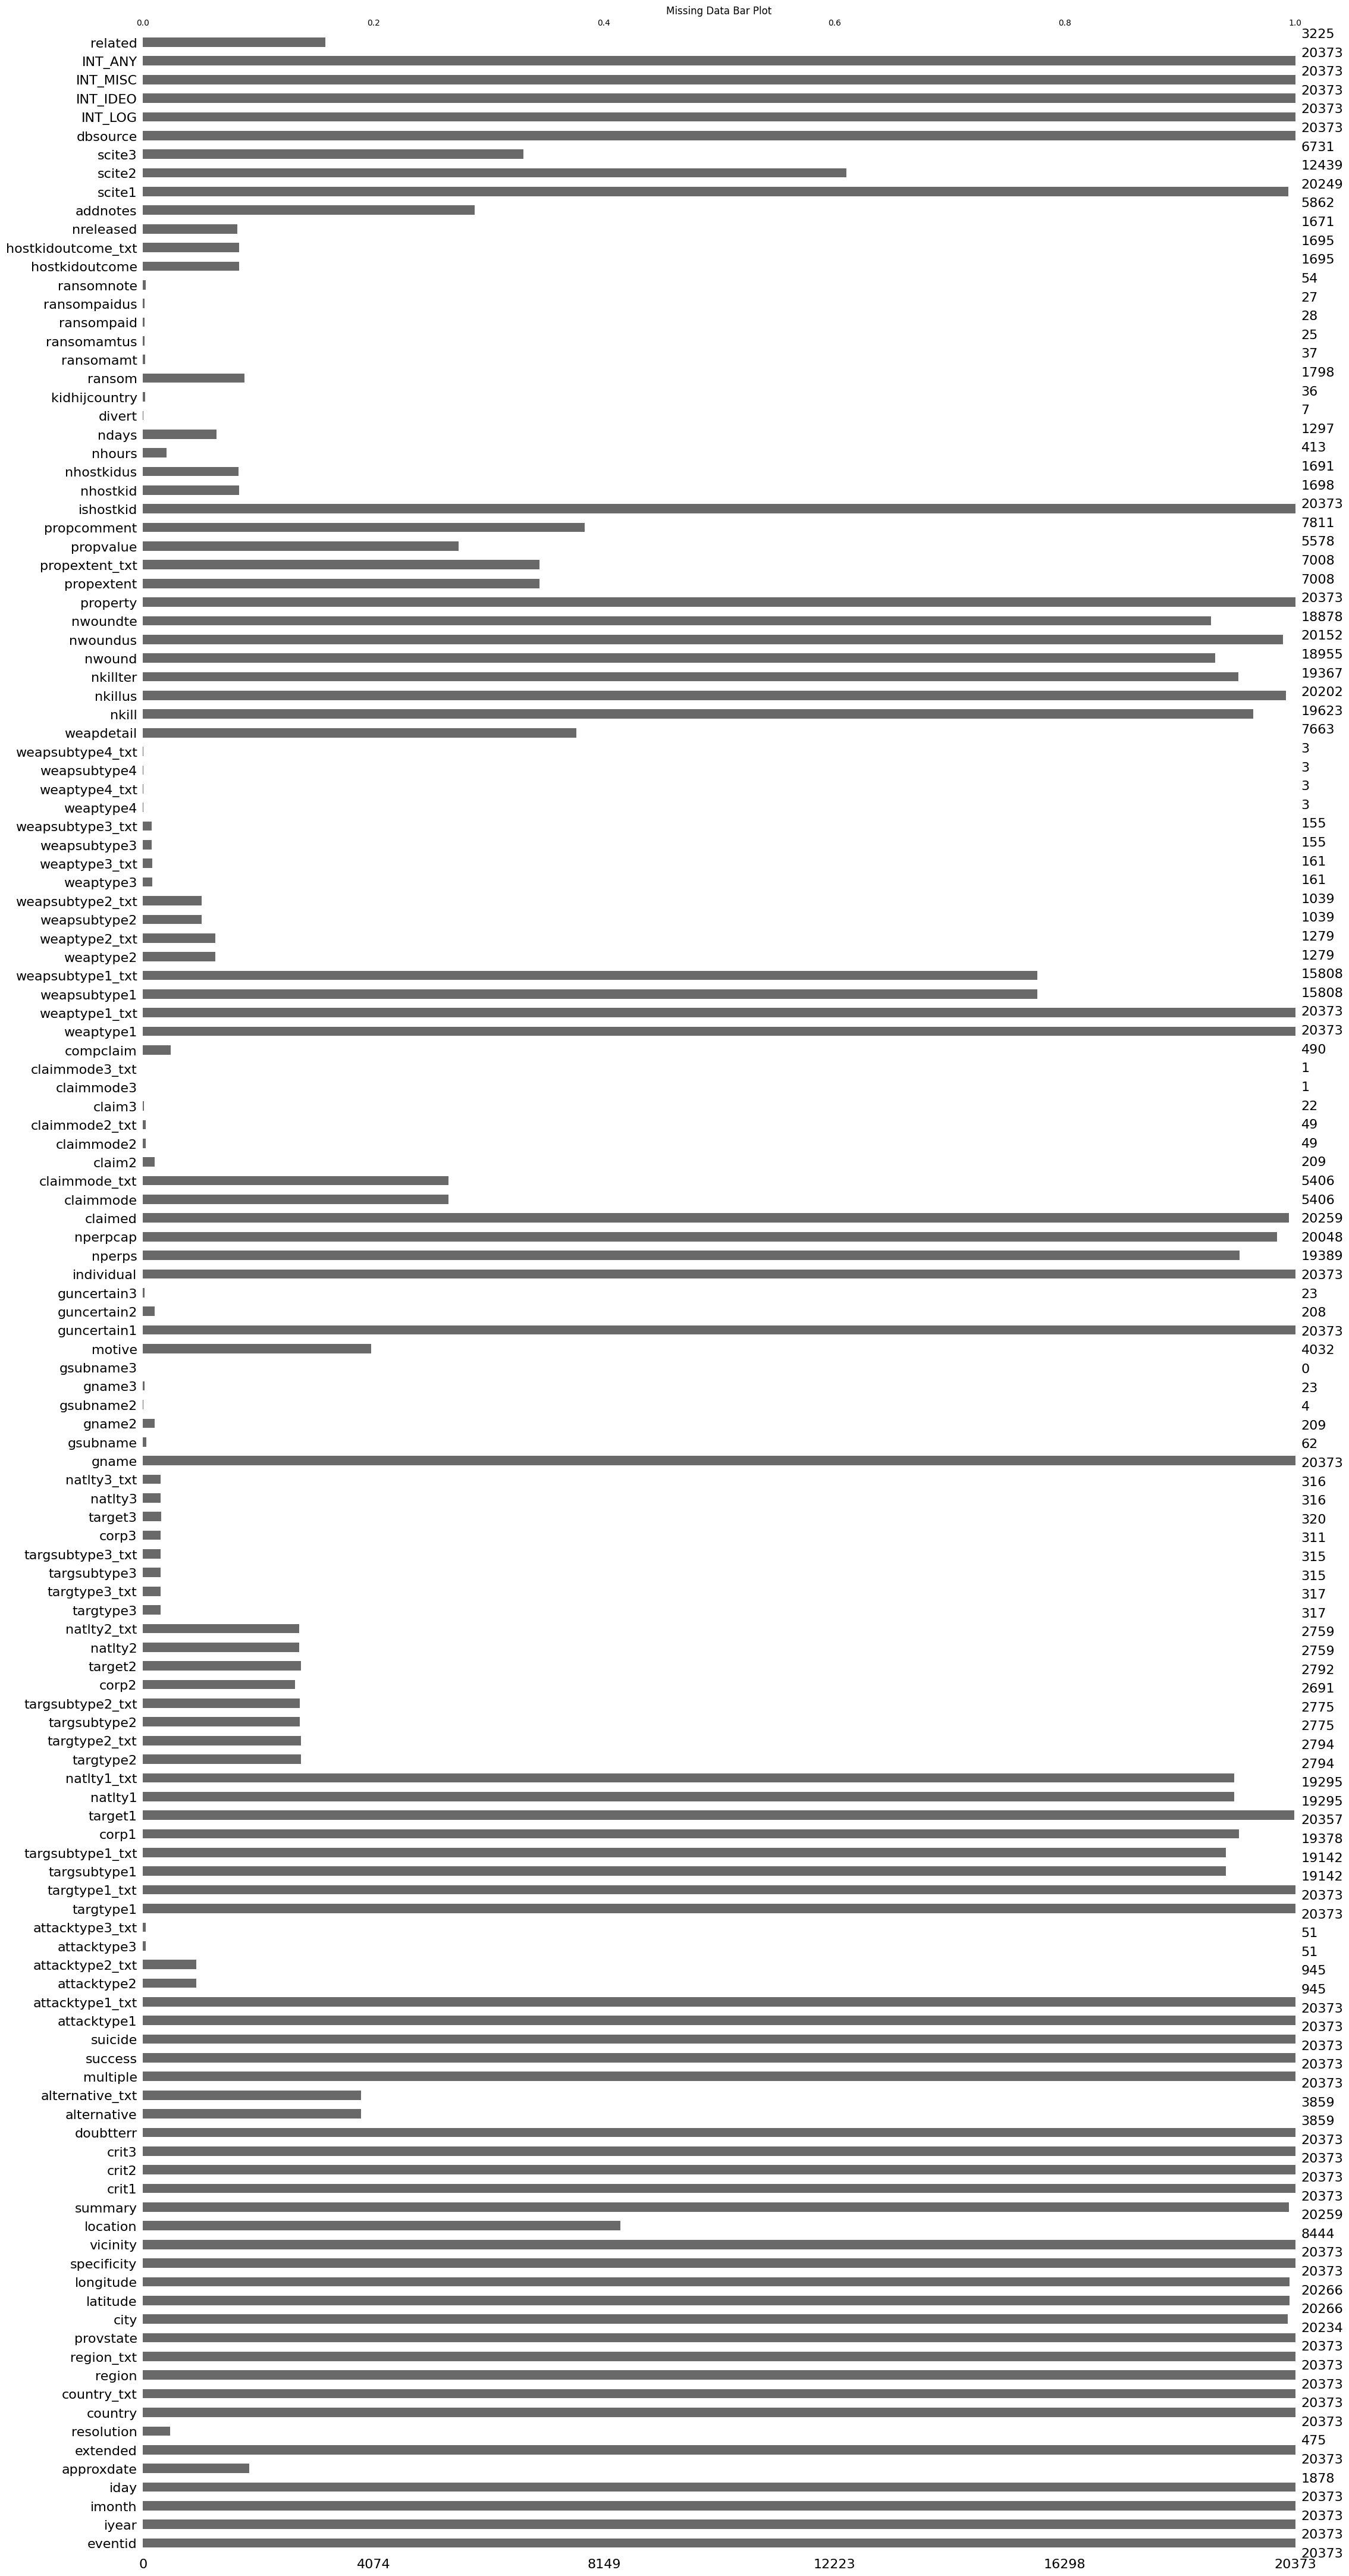 Missing Data Bar Plot
0.0 0.2 0.4 0.6 0.8 1.0
related 3225
INT_ANY 20373
INT_MISC 20373
INT_IDEO 20373
INT_LOG 20373
dbsource 20373
scite3 6731
scite2 12439
scite1 20249
addnotes 5862
nreleased 1671
hostkidoutcome_txt 1695
hostkidoutcome 1695
ransomnote 54
ransompaidus 27
ransompaid 28
ransomamtus 25
ransomamt 37
ransom 1798
kidhijcountry 36
divert 7
ndays 1297
nhours 413
nhostkidus 1691
nhostkid 1698
ishostkid 20373
propcomment 7811
propvalue 5578
propextent_txt 7008
propextent 7008
property 20373
nwoundte 18878
nwoundus 20152
nwound 18955
nkillter 19367
nkillus 20202
nkill 19623
weapdetail 7663
weapsubtype4_txt 3
weapsubtype4 3
weaptype4_txt 3
weaptype4 3
weapsubtype3_txt 155
weapsubtype3 155
weaptype3_txt 161
weaptype3 161
weapsubtype2_txt 1039
weapsubtype2 1039
weaptype2_txt 1279
weaptype2 1279
weapsubtype1_txt 15808
weapsubtype1 15808
weaptype1_txt 20373
weaptype1 20373
compclaim 490
claimmode3_txt 1
claimmode3 1
claim3 22
claimmode2_txt 49
claimmode2 49
claim2 209
claimmode_txt 5406
claimmode 5406
claimed 20259
nperpcap 20048
nperps 19389
individual 20373
guncertain3 23
guncertain2 208
guncertain1 20373
motive 4032
gsubname3 0
gname3 23
gsubname2 4
gname2 209
gsubname 62
gname 20373
natlty3_txt 316
natlty3 316
target3 320
corp3 311
targsubtype3_txt 315
targsubtype3 315
targtype3_txt 317
targtype3 317
natlty2_txt 2759
natlty2 2759
target2 2792
corp2 2691
targsubtype2_txt 2775
targsubtype2 2775
targtype2_txt 2794
targtype2 2794
natlty1_txt 19295
natlty1 19295
target1 20357
corp1 19378
targsubtype1_txt 19142
targsubtype1 19142
targtype1_txt 20373
targtype1 20373
attacktype3_txt 51
attacktype3 51
attacktype2_txt 945
attacktype2 945
attacktype1_txt 20373
attacktype1 20373
suicide 20373
success 20373
multiple 20373
alternative_txt 3859
alternative 3859
doubtterr 20373
crit3 20373
crit2 20373
crit1 20373
summary 20259
location 8444
vicinity 20373
specificity 20373
longitude 20266
latitude 20266
city 20234
provstate 20373
region_txt 20373
region 20373
country_txt 20373
country 20373
resolution 475
extended 20373
approxdate 1878
iday 20373
imonth 20373
iyear 20373
eventid 20373
0 4074 8149 12223 16298 20373